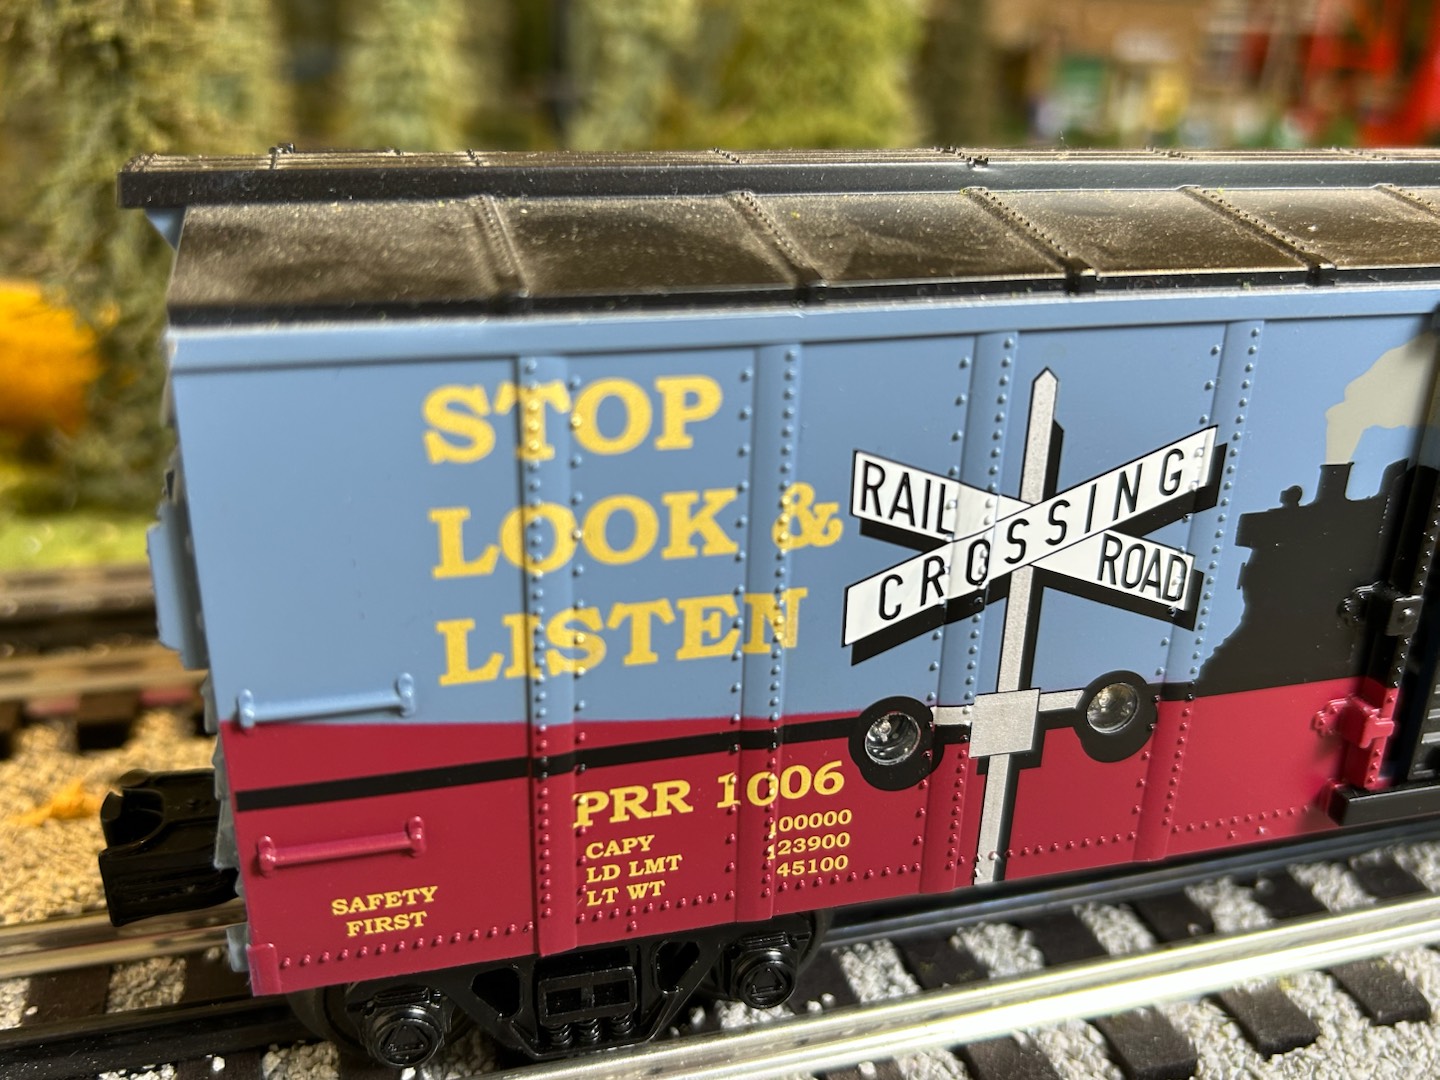 STOP
LOOK &
LISTEN
RAIL
CROSSING
ROAD
PRR 1006
CAPY 100000
LD LMT 123900
LT WT 45100
SAFETY
FIRST